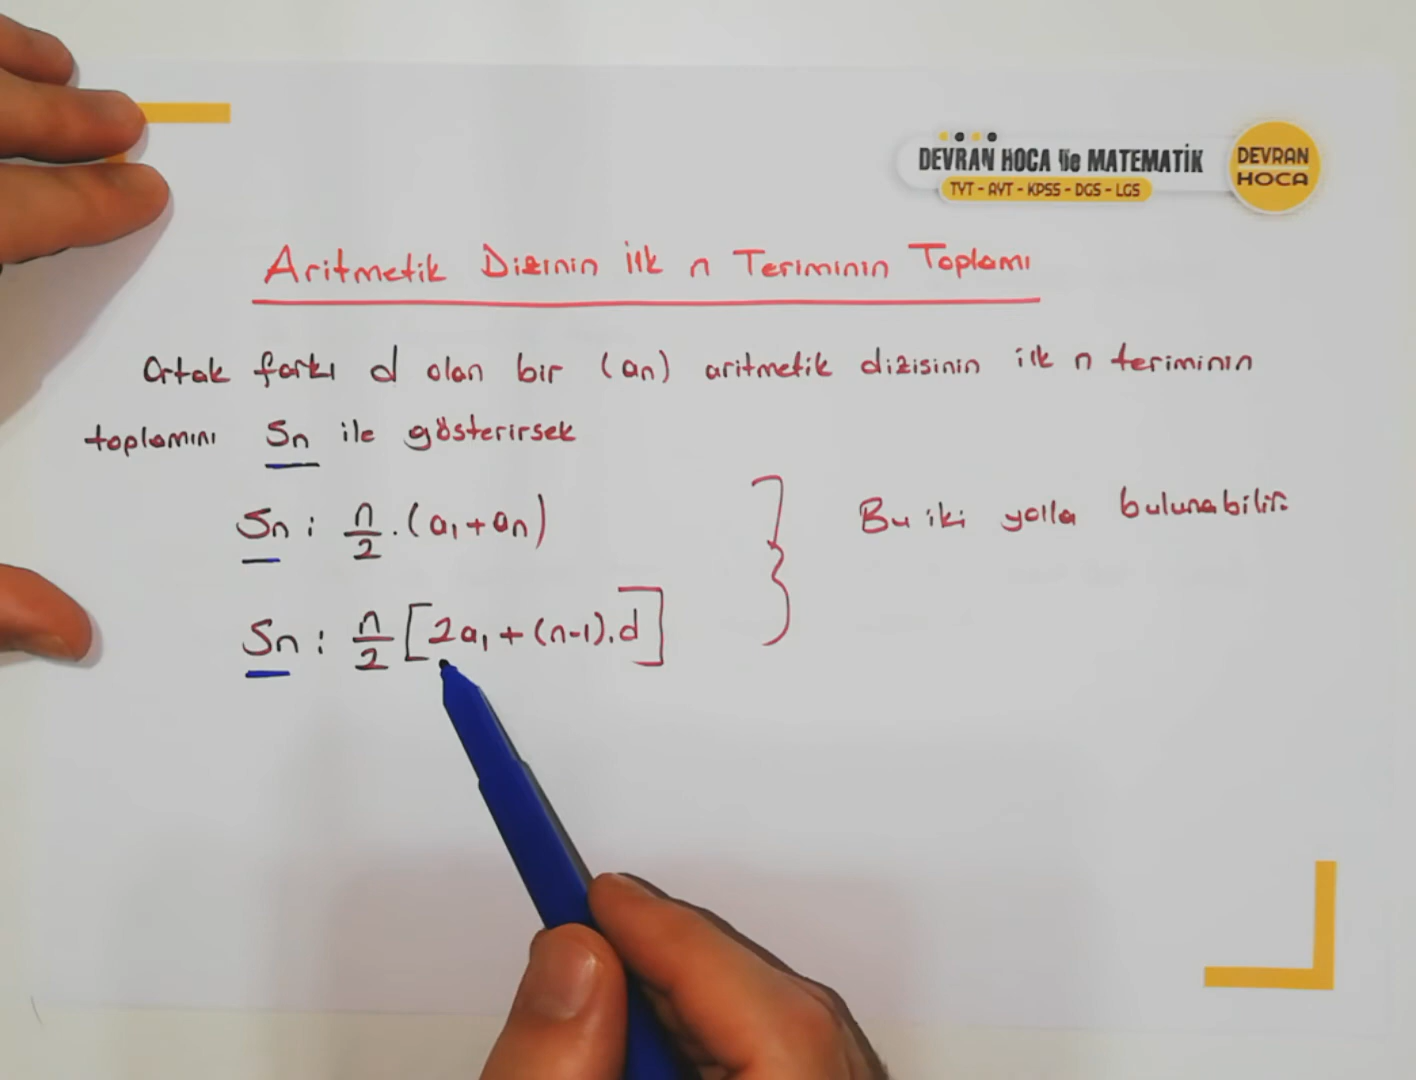 DEVRAN HOCA ile MATEMATİK
TYT - AYT - KPSS - DGS - LGS
DEVRAN
HOCA
Aritmetik Dizinin ilk n Teriminin Toplamı
Ortak farkı d olan bir (an) aritmetik dizisinin ilk n teriminin
toplamını Sn ile gösterirsek
Sn : n/2 . (a₁ + an)
Bu iki yolla bulunabilir.
Sn : n/2 [2a₁ + (n-1).d]